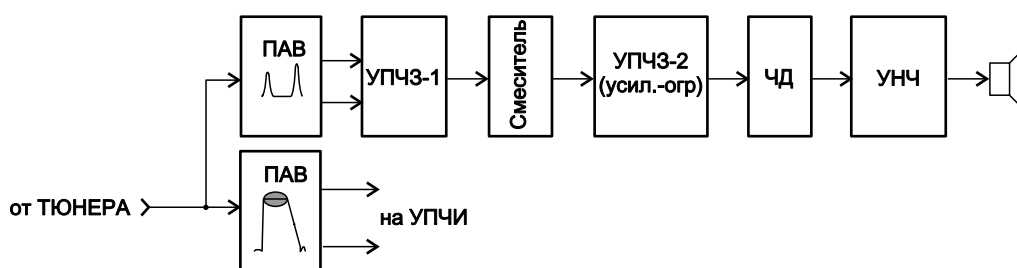 ПАВ
УПЧЗ-1
Смеситель
УПЧЗ-2
(усил.-огр)
ЧД
УНЧ
ПАВ
от ТЮНЕРА
на УПЧИ